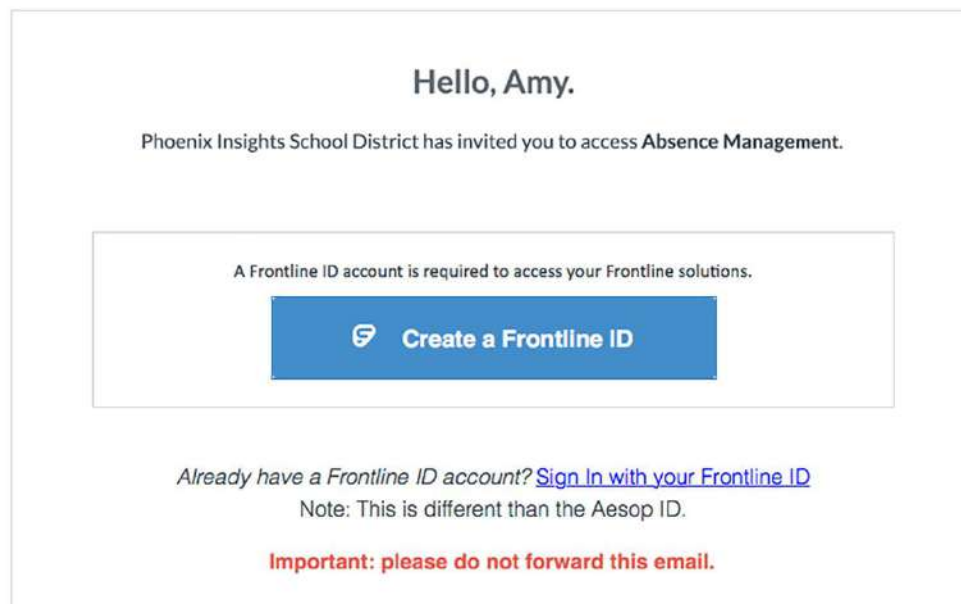 Hello, Amy.
Phoenix Insights School District has invited you to access Absence Management.
A Frontline ID account is required to access your Frontline solutions.
Create a Frontline ID
Already have a Frontline ID account? Sign In with your Frontline ID
Note: This is different than the Aesop ID.
Important: please do not forward this email.